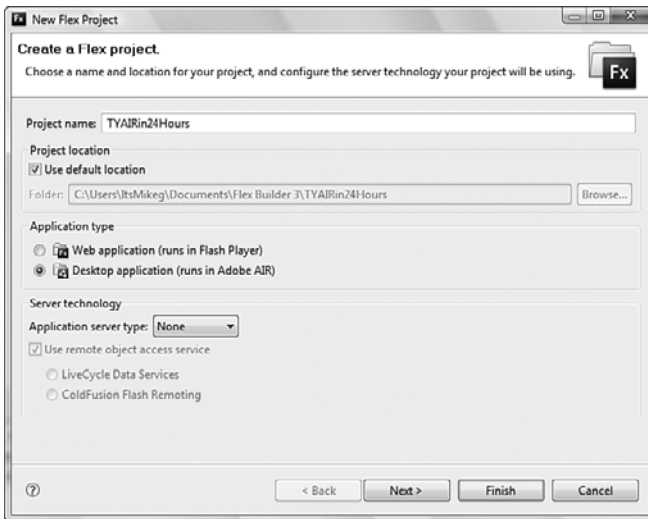 Fx New Flex Project
Create a Flex project.
Choose a name and location for your project, and configure the server technology your project will be using.
Fx
Project name: TYAIRin24Hours
Project location
Use default location
Folder: C:\Users\ItsMikeg\Documents\Flex Builder 3\TYAIRin24Hours Browse...
Application type
Web application (runs in Flash Player)
Desktop application (runs in Adobe AIR)
Server technology
Application server type: None
Use remote object access service
LiveCycle Data Services
ColdFusion Flash Remoting
? < Back Next > Finish Cancel